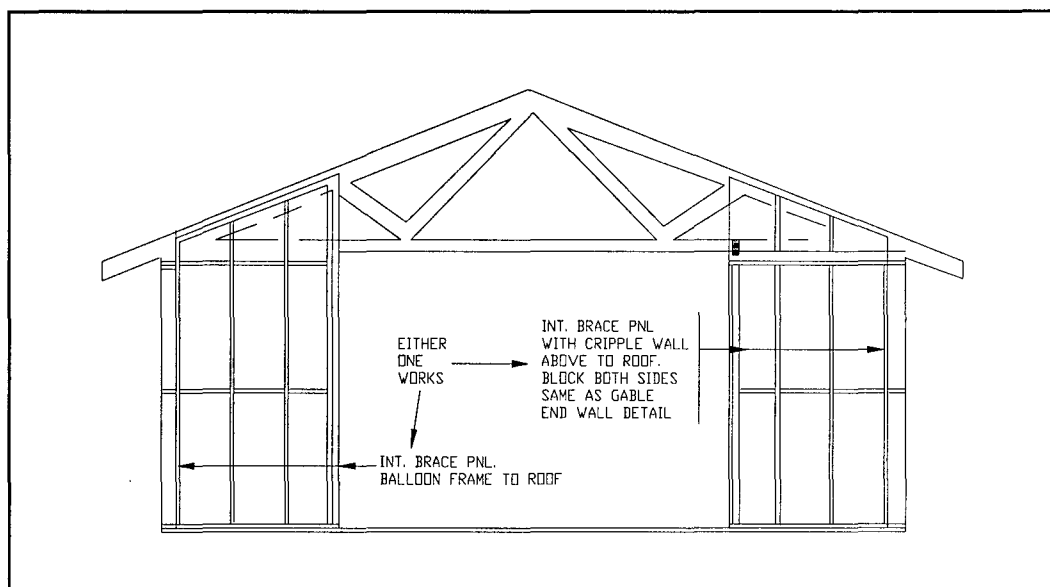 EITHER
ONE
WORKS
INT. BRACE PNL
WITH CRIPPLE WALL
ABOVE TO ROOF.
BLOCK BOTH SIDES
SAME AS GABLE
END WALL DETAIL
INT. BRACE PNL.
BALLOON FRAME TO ROOF